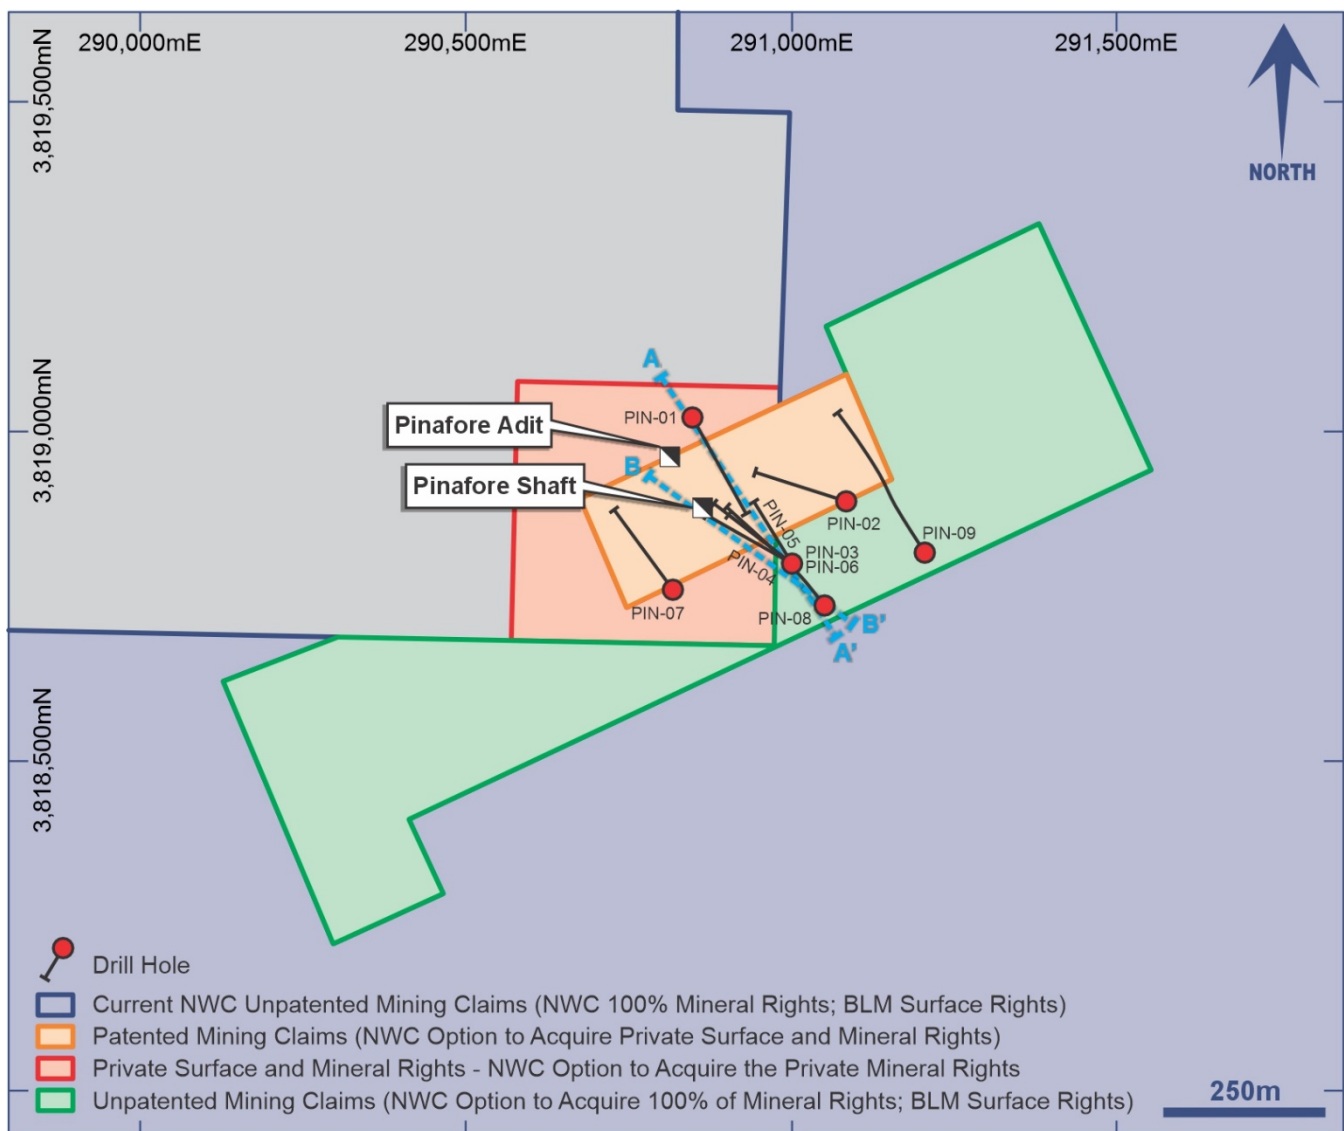 290,000mE
290,500mE
291,000mE
291,500mE
3,819,500mN
NORTH
A
3,819,000mN
PIN-01
Pinafore Adit
B
Pinafore Shaft
PIN-02
PIN-05
PIN-09
PIN-03
PIN-04
PIN-06
PIN-07
PIN-08
B'
A'
3,818,500mN
Drill Hole
Current NWC Unpatented Mining Claims (NWC 100% Mineral Rights; BLM Surface Rights)
Patented Mining Claims (NWC Option to Acquire Private Surface and Mineral Rights)
Private Surface and Mineral Rights - NWC Option to Acquire the Private Mineral Rights
Unpatented Mining Claims (NWC Option to Acquire 100% of Mineral Rights; BLM Surface Rights)
250m